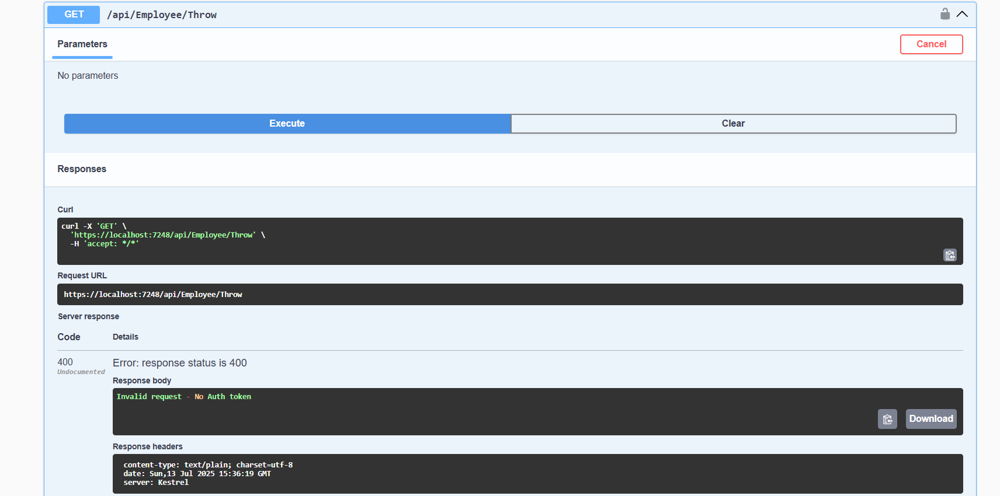 GET /api/Employee/Throw
Parameters
Cancel
No parameters
Execute
Clear
Responses
Curl
curl -X 'GET' \
'https://localhost:7248/api/Employee/Throw' \
-H 'accept: */*'
Request URL
https://localhost:7248/api/Employee/Throw
Server response
Code Details
400 Error: response status is 400
Undocumented
Response body
Invalid request - No Auth token
Download
Response headers
content-type: text/plain; charset=utf-8
date: Sun,13 Jul 2025 15:36:19 GMT
server: Kestrel